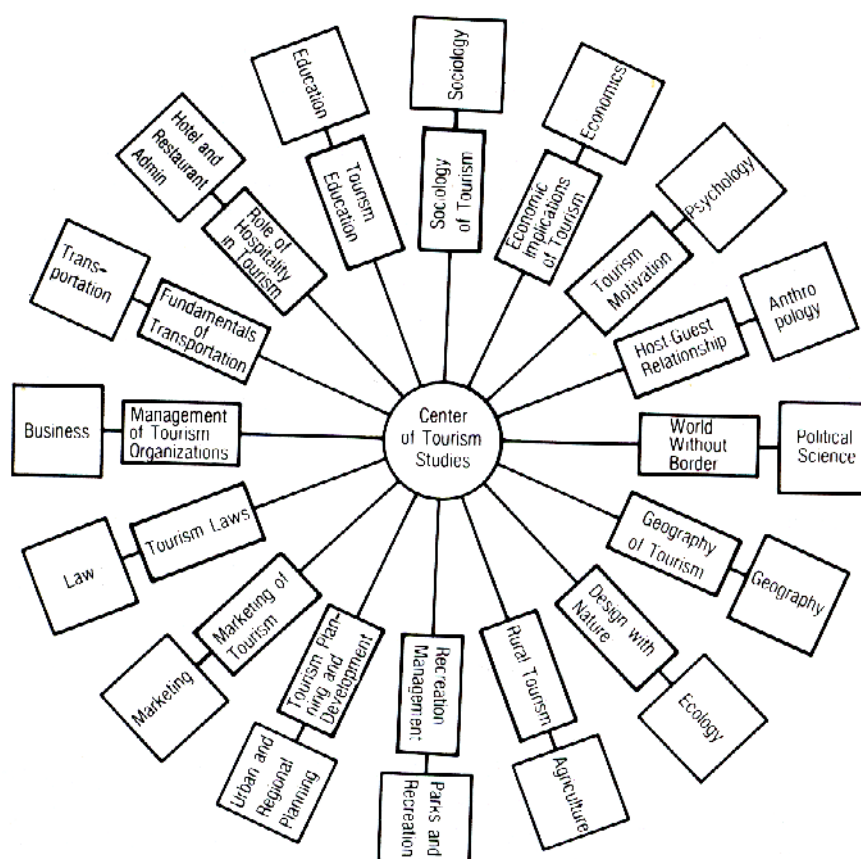 Center
of Tourism
Studies
Sociology
Sociology
of Tourism
Economics
Economic
Implications
of Tourism
Psychology
Tourism
Motivation
Anthro
pology
Host-Guest
Relationship
Political
Science
World
Without
Border
Geography
Geography
of Tourism
Ecology
Design with
Nature
Agriculture
Rural Tourism
Parks and
Recreation
Recreation
Management
Urban and
Regional
Planning
Tourism Plan-
ning and
Development
Marketing
Marketing of
Tourism
Law
Tourism Laws
Business
Management
of Tourism
Organizations
Trans-
portation
Fundamentals
of
Transportation
Hotel and
Restaurant
Admin
Role of
Hospitality
in Tourism
Education
Tourism
Education